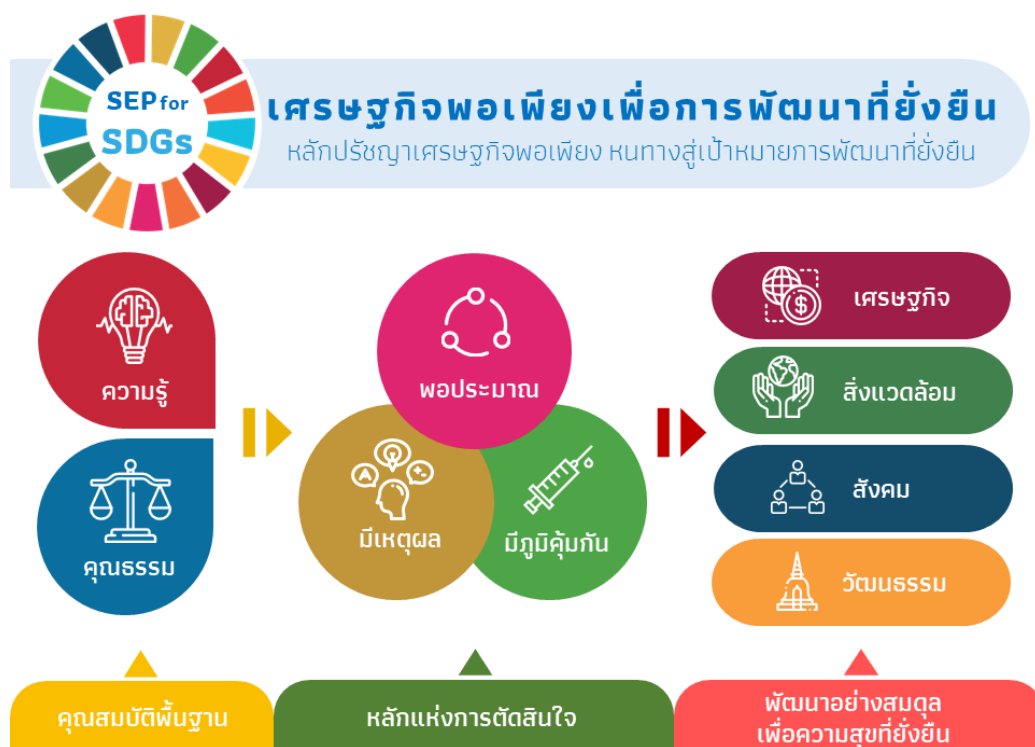 SEP for
SDGs
เศรษฐกิจพอเพียงเพื่อการพัฒนาที่ยั่งยืน
หลักปรัชญาเศรษฐกิจพอเพียง หนทางสู่เป้าหมายการพัฒนาที่ยั่งยืน
ความรู้
คุณธรรม
พอประมาณ
มีเหตุผล
มีภูมิคุ้มกัน
เศรษฐกิจ
สิ่งแวดล้อม
สังคม
วัฒนธรรม
คุณสมบัติพื้นฐาน
หลักแห่งการตัดสินใจ
พัฒนาอย่างสมดุล
เพื่อความสุขที่ยั่งยืน